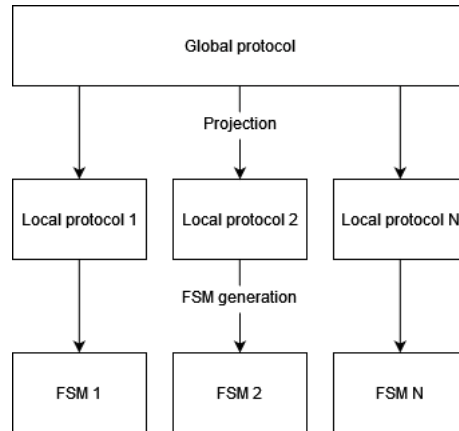 Global protocol
Projection
Local protocol 1
Local protocol 2
Local protocol N
FSM generation
FSM 1
FSM 2
FSM N